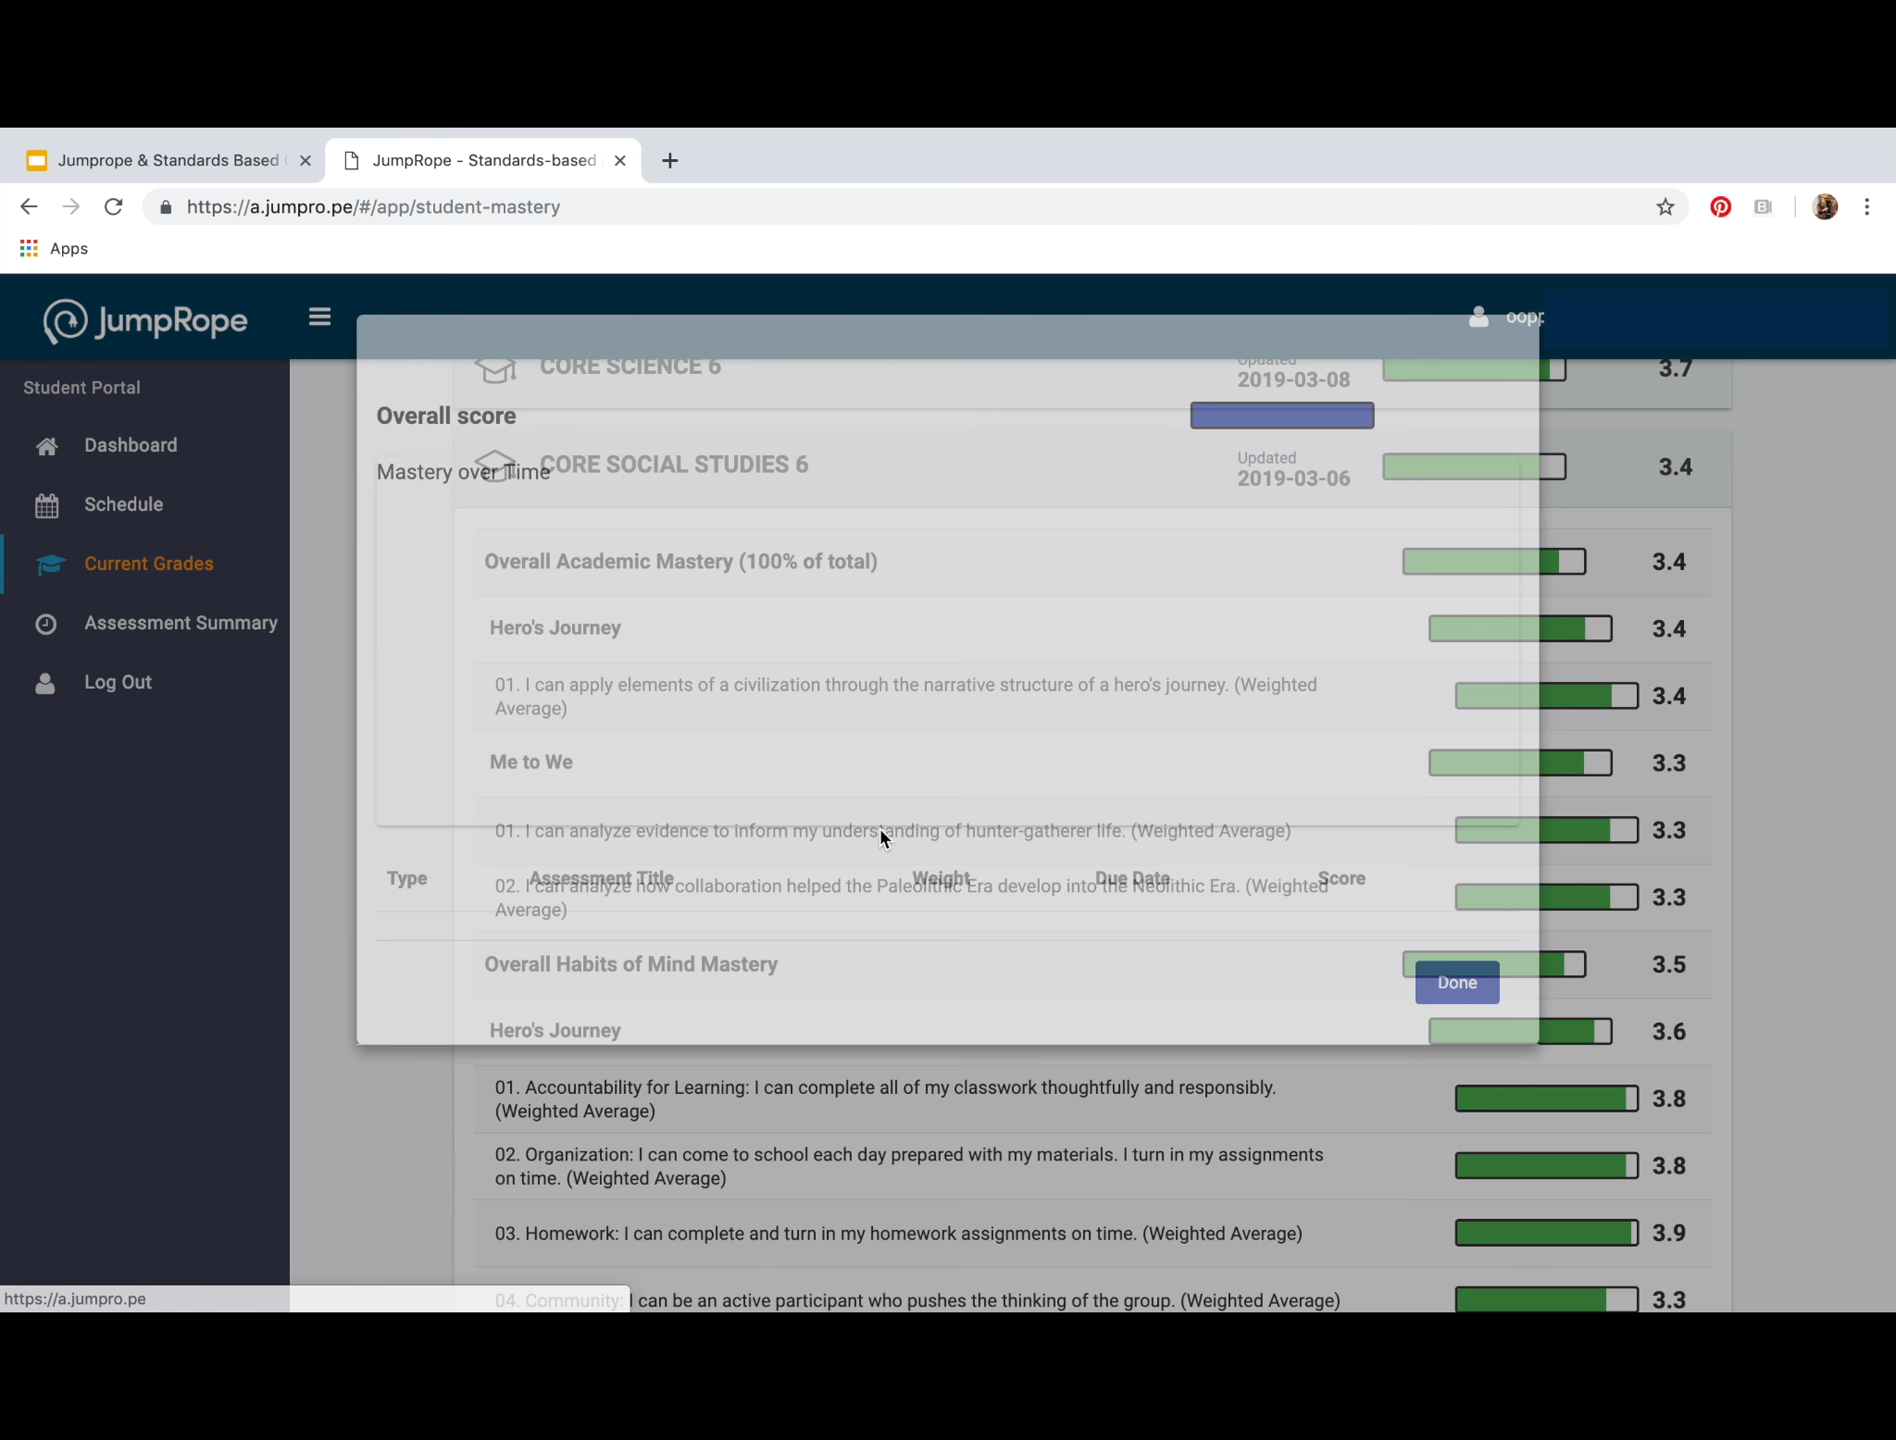 Jumprope & Standards Based
JumpRope - Standards-based
https://a.jumpro.pe/#/app/student-mastery
Apps
JumpRope
oopp
Student Portal
Dashboard
Schedule
Current Grades
Assessment Summary
Log Out
CORE SCIENCE 6
Updated
2019-03-08
3.7
Overall score
Mastery over Time
CORE SOCIAL STUDIES 6
Updated
2019-03-06
3.4
Overall Academic Mastery (100% of total)
3.4
Hero's Journey
3.4
01. I can apply elements of a civilization through the narrative structure of a hero's journey. (Weighted
Average)
3.4
Me to We
3.3
01. I can analyze evidence to inform my understanding of hunter-gatherer life. (Weighted Average)
3.3
Type Assessment Title Weight Due Date Score
02. I can analyze how collaboration helped the Paleolithic Era develop into the Neolithic Era. (Weighted
Average)
3.3
Overall Habits of Mind Mastery
3.5
Done
Hero's Journey
3.6
01. Accountability for Learning: I can complete all of my classwork thoughtfully and responsibly.
(Weighted Average)
3.8
02. Organization: I can come to school each day prepared with my materials. I turn in my assignments
on time. (Weighted Average)
3.8
03. Homework: I can complete and turn in my homework assignments on time. (Weighted Average)
3.9
04. Community: I can be an active participant who pushes the thinking of the group. (Weighted Average)
3.3
https://a.jumpro.pe